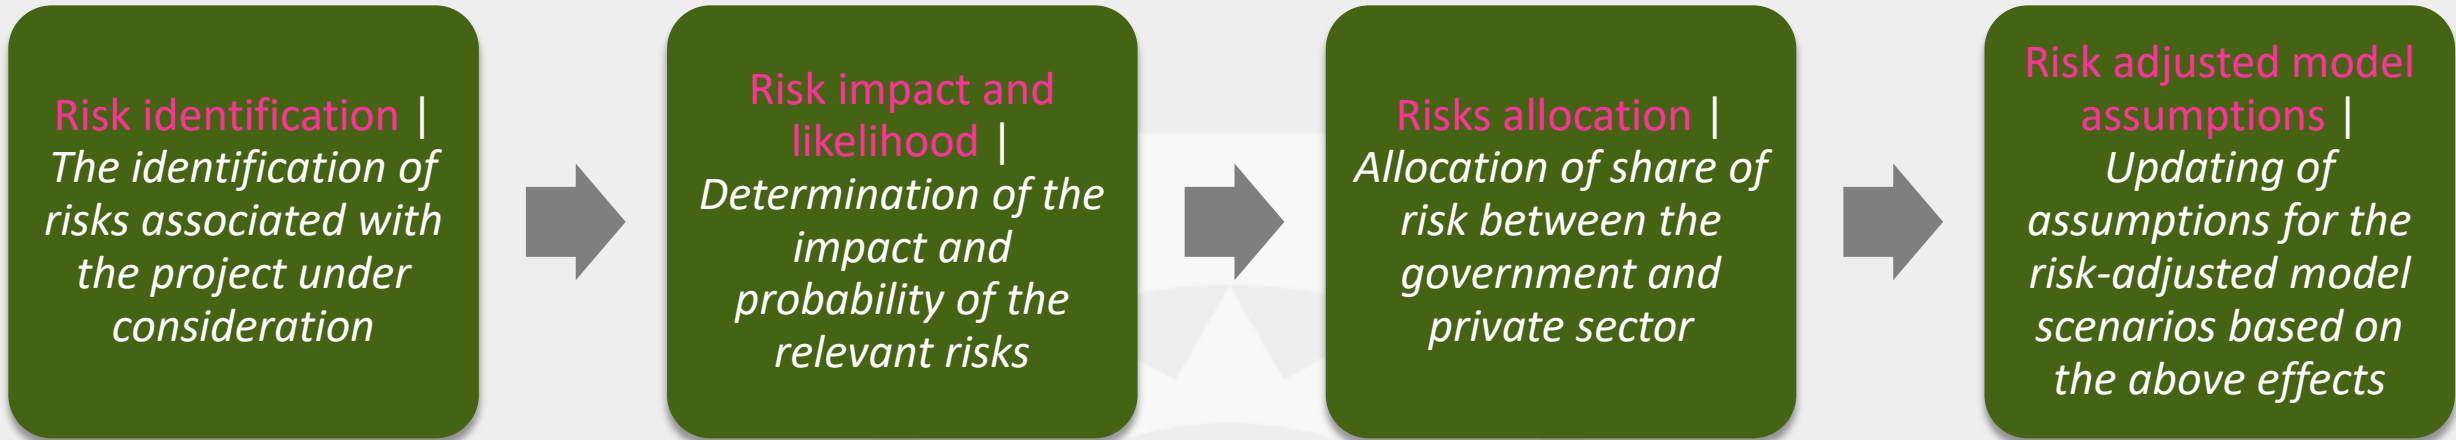 Risk identification |
The identification of
risks associated with
the project under
consideration
Risk impact and
likelihood |
Determination of the
impact and
probability of the
relevant risks
Risks allocation |
Allocation of share of
risk between the
government and
private sector
Risk adjusted model
assumptions |
Updating of
assumptions for the
risk-adjusted model
scenarios based on
the above effects